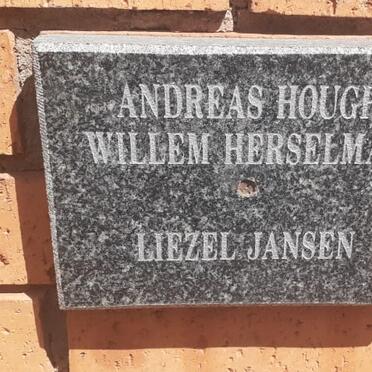 ANDREAS HOUGH
WILLEM HERSELMA
LIEZEL JANSEN